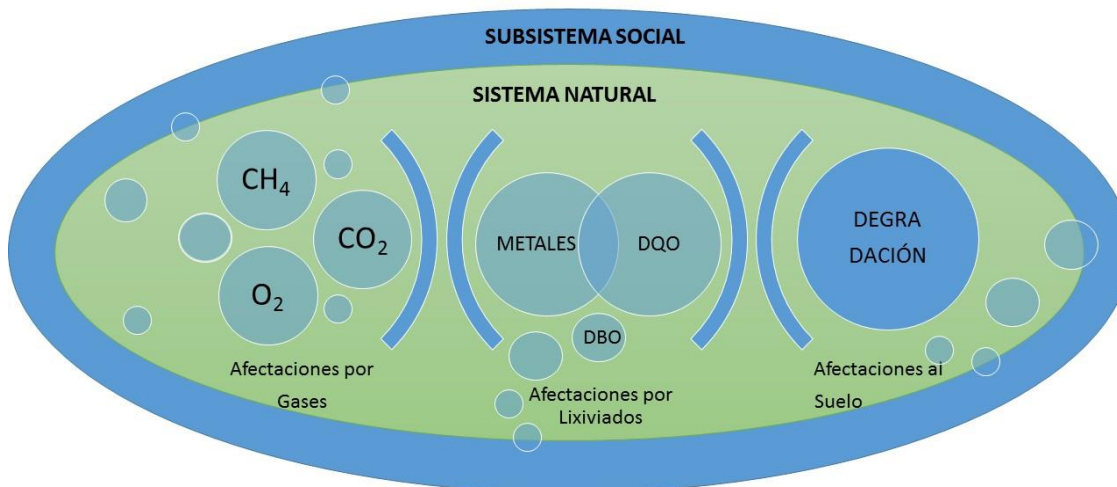 SUBSISTEMA SOCIAL
SISTEMA NATURAL
CH₄
CO₂
O₂
Afectaciones por
Gases
METALES
DQO
DBO
Afectaciones por
Lixiviados
DEGRA
DACIÓN
Afectaciones al
Suelo